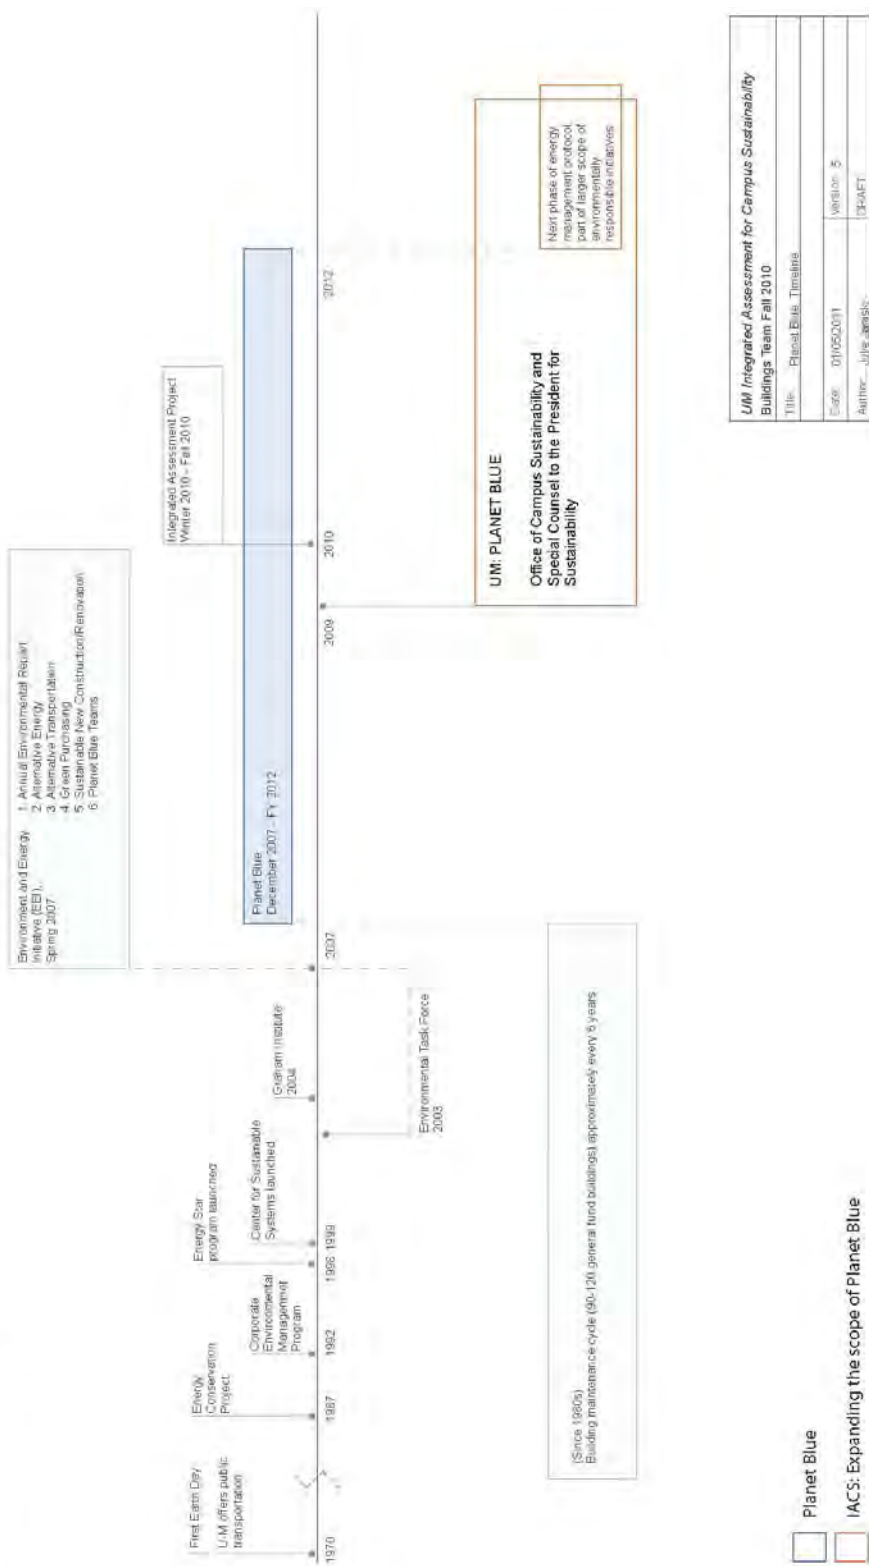 First Earth Day
U-M offers public
transportation
1970
Energy
Conservation
Project
1987
Corporate
Environmental
Managemnet
Program
1992
Energy Star
program launched
1998
Center for Sustainable
Systems launched
1999
Environmental Task Force
2003
Graham Institute
2004
Environment and Energy
Initiative (EEI),
Spring 2007
1. Annual Environmental Report
2. Alternative Energy
3. Alternative Transportation
4. Green Purchasing
5. Sustainable New Construction/Renovation
6. Planet Blue Teams
2007
Planet Blue
December 2007 - FY 2012
2009
2010
Integrated Assessment Project
Winter 2010 - Fall 2010
2012
UM: PLANET BLUE
Office of Campus Sustainability and
Special Counsel to the President for
Sustainability
Next phase of energy
management protocol
part of larger scope of
environmentally
responsible initiatives
(Since 1980s)
Building maintenance cycle (90-120 general fund buildings) approximately every 6 years
Planet Blue
IACS: Expanding the scope of Planet Blue
UM Integrated Assessment for Campus Sustainability
Buildings Team Fall 2010
Title: Planet Blue Timeline
Date: 01/05/2011 version 5
Author: Julie DRAFT